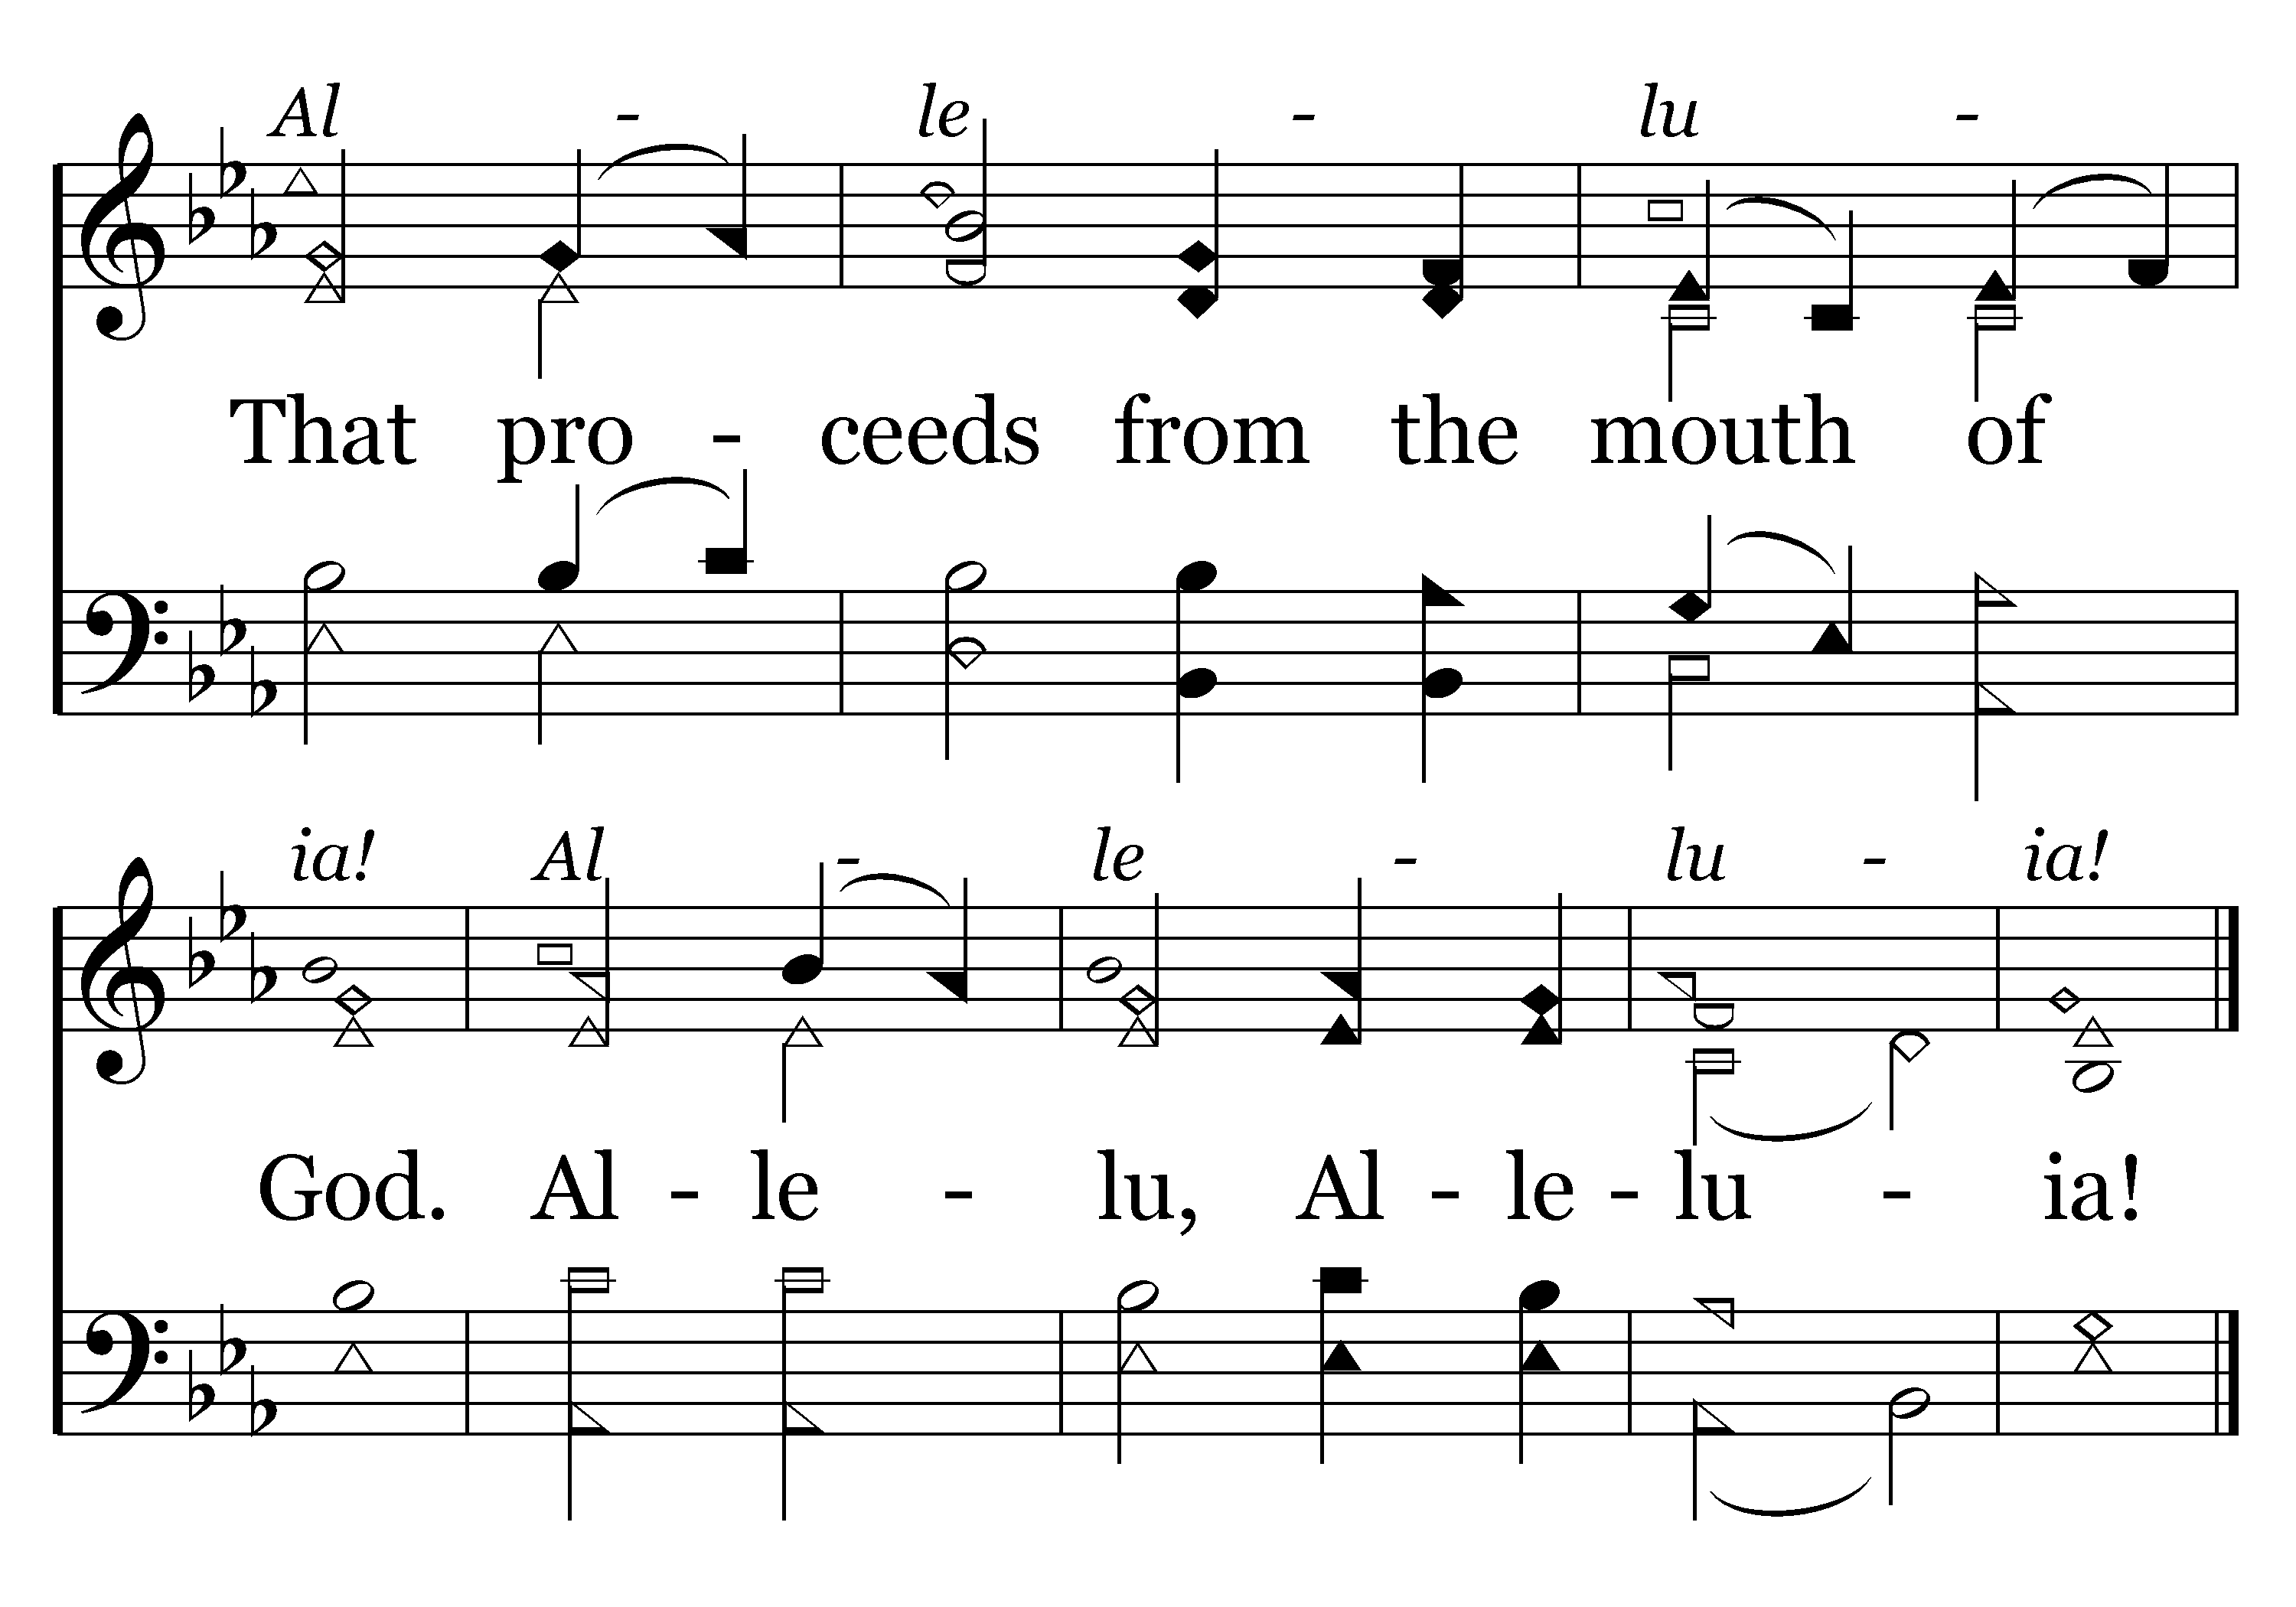 Al - le - lu -
That pro - ceeds from the mouth of
ia! Al - le - lu - ia!
God. Al - le - lu, Al - le - lu - ia!